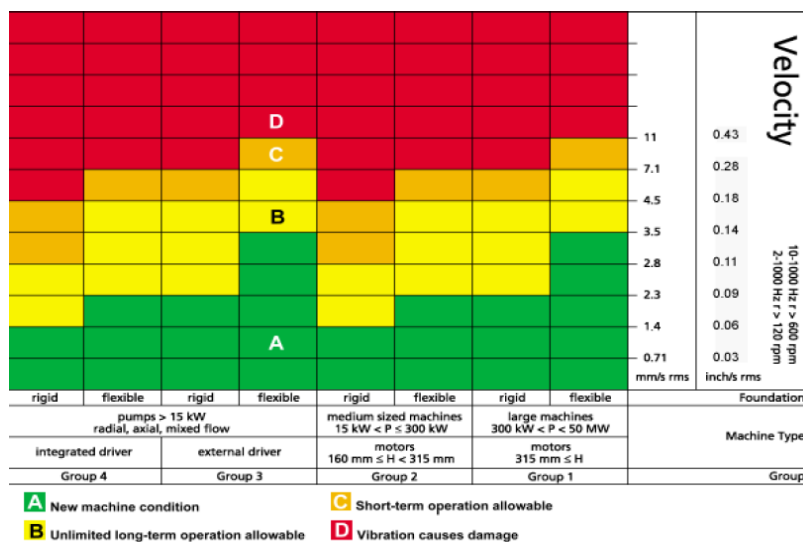 Velocity
10-1000 Hz r > 600 rpm
2-1000 Hz r > 120 rpm
D
11 0.43
C
7.1 0.28
4.5 0.18
B
3.5 0.14
2.8 0.11
2.3 0.09
1.4 0.06
A
0.71 0.03
mm/s rms inch/s rms
rigid flexible rigid flexible rigid flexible rigid flexible Foundation
pumps > 15 kW medium sized machines large machines
radial, axial, mixed flow 15 kW < P ≤ 300 kW 300 kW < P < 50 MW
Machine Type
integrated driver external driver motors motors
160 mm ≤ H < 315 mm 315 mm ≤ H
Group 4 Group 3 Group 2 Group 1 Group
A New machine condition C Short-term operation allowable
B Unlimited long-term operation allowable D Vibration causes damage